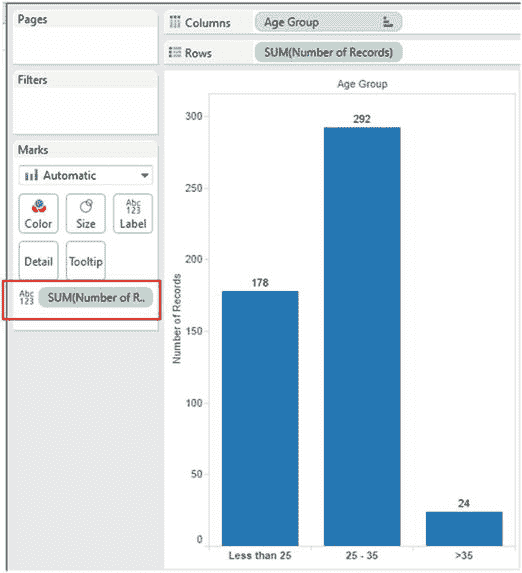 Pages
Columns
Age Group
Rows
SUM(Number of Records)
Filters
Marks
Automatic
Color
Size
Abc
123
Label
Detail
Tooltip
Abc
123
SUM(Number of R..
Age Group
Number of Records
300
250
200
150
100
50
0
178
292
24
Less than 25
25 - 35
>35